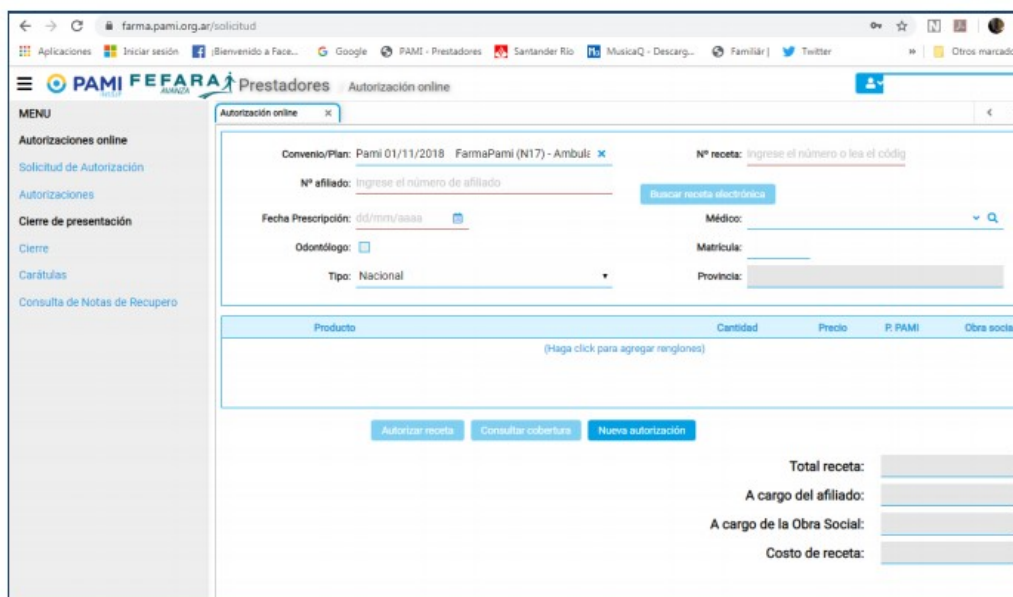 farma.pami.org.ar/solicitud
Aplicaciones Iniciar sesión ¡Bienvenido a Face... Google PAMI - Prestadores Santander Rio MusicaQ - Descarg... Familiar | Twitter » Otros marcado
PAMI FEFARA AVANZA Prestadores Autorización online
MENU
Autorización online ×
Autorizaciones online
Solicitud de Autorización
Autorizaciones
Cierre de presentación
Cierre
Carátulas
Consulta de Notas de Recupero
Convenio/Plan: Pami 01/11/2018 FarmaPami (N17) - Ambula × Nº receta: Ingrese el número o lea el códig
Nº afiliado: Ingrese el número de afiliado
Buscar receta electrónica
Fecha Prescripción: dd/mm/aaaa Médico:
Odontólogo: Matrícula:
Tipo: Nacional Provincia:
Producto Cantidad Precio P. PAMI Obra socia
(Haga click para agregar renglones)
Autorizar receta Consultar cobertura Nueva autorización
Total receta:
A cargo del afiliado:
A cargo de la Obra Social:
Costo de receta: